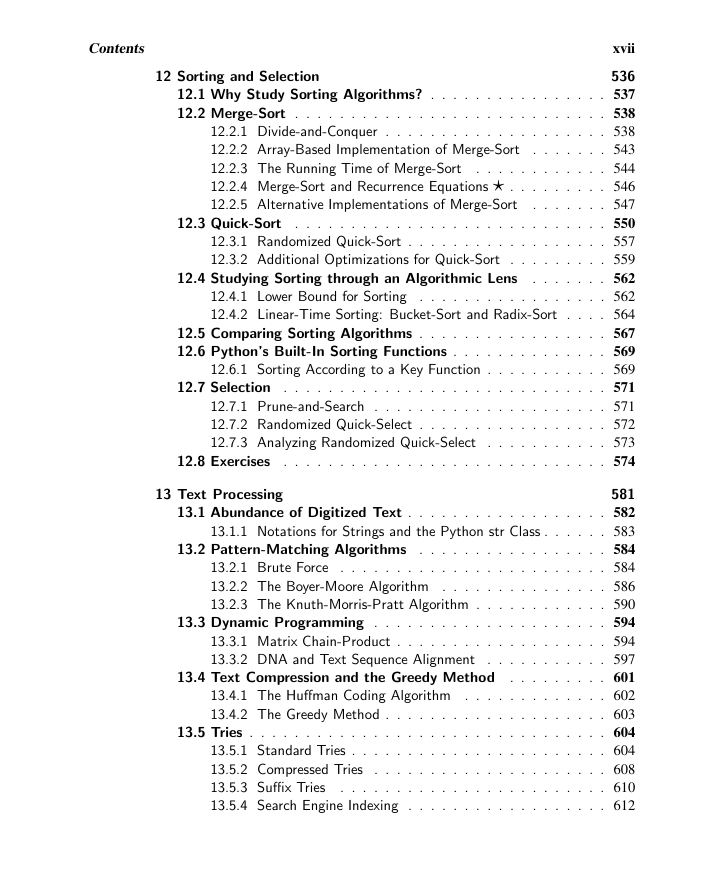 Contents xvii
12 Sorting and Selection 536
12.1 Why Study Sorting Algorithms? . . . . . . . . . . . . . . . . 537
12.2 Merge-Sort . . . . . . . . . . . . . . . . . . . . . . . . . . . . 538
12.2.1 Divide-and-Conquer . . . . . . . . . . . . . . . . . . . . 538
12.2.2 Array-Based Implementation of Merge-Sort . . . . . . . 543
12.2.3 The Running Time of Merge-Sort . . . . . . . . . . . . 544
12.2.4 Merge-Sort and Recurrence Equations ★ . . . . . . . . . 546
12.2.5 Alternative Implementations of Merge-Sort . . . . . . . 547
12.3 Quick-Sort . . . . . . . . . . . . . . . . . . . . . . . . . . . . 550
12.3.1 Randomized Quick-Sort . . . . . . . . . . . . . . . . . . 557
12.3.2 Additional Optimizations for Quick-Sort . . . . . . . . . 559
12.4 Studying Sorting through an Algorithmic Lens . . . . . . . 562
12.4.1 Lower Bound for Sorting . . . . . . . . . . . . . . . . . 562
12.4.2 Linear-Time Sorting: Bucket-Sort and Radix-Sort . . . . 564
12.5 Comparing Sorting Algorithms . . . . . . . . . . . . . . . . . 567
12.6 Python's Built-In Sorting Functions . . . . . . . . . . . . . . 569
12.6.1 Sorting According to a Key Function . . . . . . . . . . . 569
12.7 Selection . . . . . . . . . . . . . . . . . . . . . . . . . . . . . 571
12.7.1 Prune-and-Search . . . . . . . . . . . . . . . . . . . . . 571
12.7.2 Randomized Quick-Select . . . . . . . . . . . . . . . . . 572
12.7.3 Analyzing Randomized Quick-Select . . . . . . . . . . . 573
12.8 Exercises . . . . . . . . . . . . . . . . . . . . . . . . . . . . . 574
13 Text Processing 581
13.1 Abundance of Digitized Text . . . . . . . . . . . . . . . . . . 582
13.1.1 Notations for Strings and the Python str Class . . . . . . 583
13.2 Pattern-Matching Algorithms . . . . . . . . . . . . . . . . . 584
13.2.1 Brute Force . . . . . . . . . . . . . . . . . . . . . . . . 584
13.2.2 The Boyer-Moore Algorithm . . . . . . . . . . . . . . . 586
13.2.3 The Knuth-Morris-Pratt Algorithm . . . . . . . . . . . . 590
13.3 Dynamic Programming . . . . . . . . . . . . . . . . . . . . . 594
13.3.1 Matrix Chain-Product . . . . . . . . . . . . . . . . . . . 594
13.3.2 DNA and Text Sequence Alignment . . . . . . . . . . . 597
13.4 Text Compression and the Greedy Method . . . . . . . . . 601
13.4.1 The Huffman Coding Algorithm . . . . . . . . . . . . . 602
13.4.2 The Greedy Method . . . . . . . . . . . . . . . . . . . . 603
13.5 Tries . . . . . . . . . . . . . . . . . . . . . . . . . . . . . . . . 604
13.5.1 Standard Tries . . . . . . . . . . . . . . . . . . . . . . . 604
13.5.2 Compressed Tries . . . . . . . . . . . . . . . . . . . . . 608
13.5.3 Suffix Tries . . . . . . . . . . . . . . . . . . . . . . . . 610
13.5.4 Search Engine Indexing . . . . . . . . . . . . . . . . . . 612